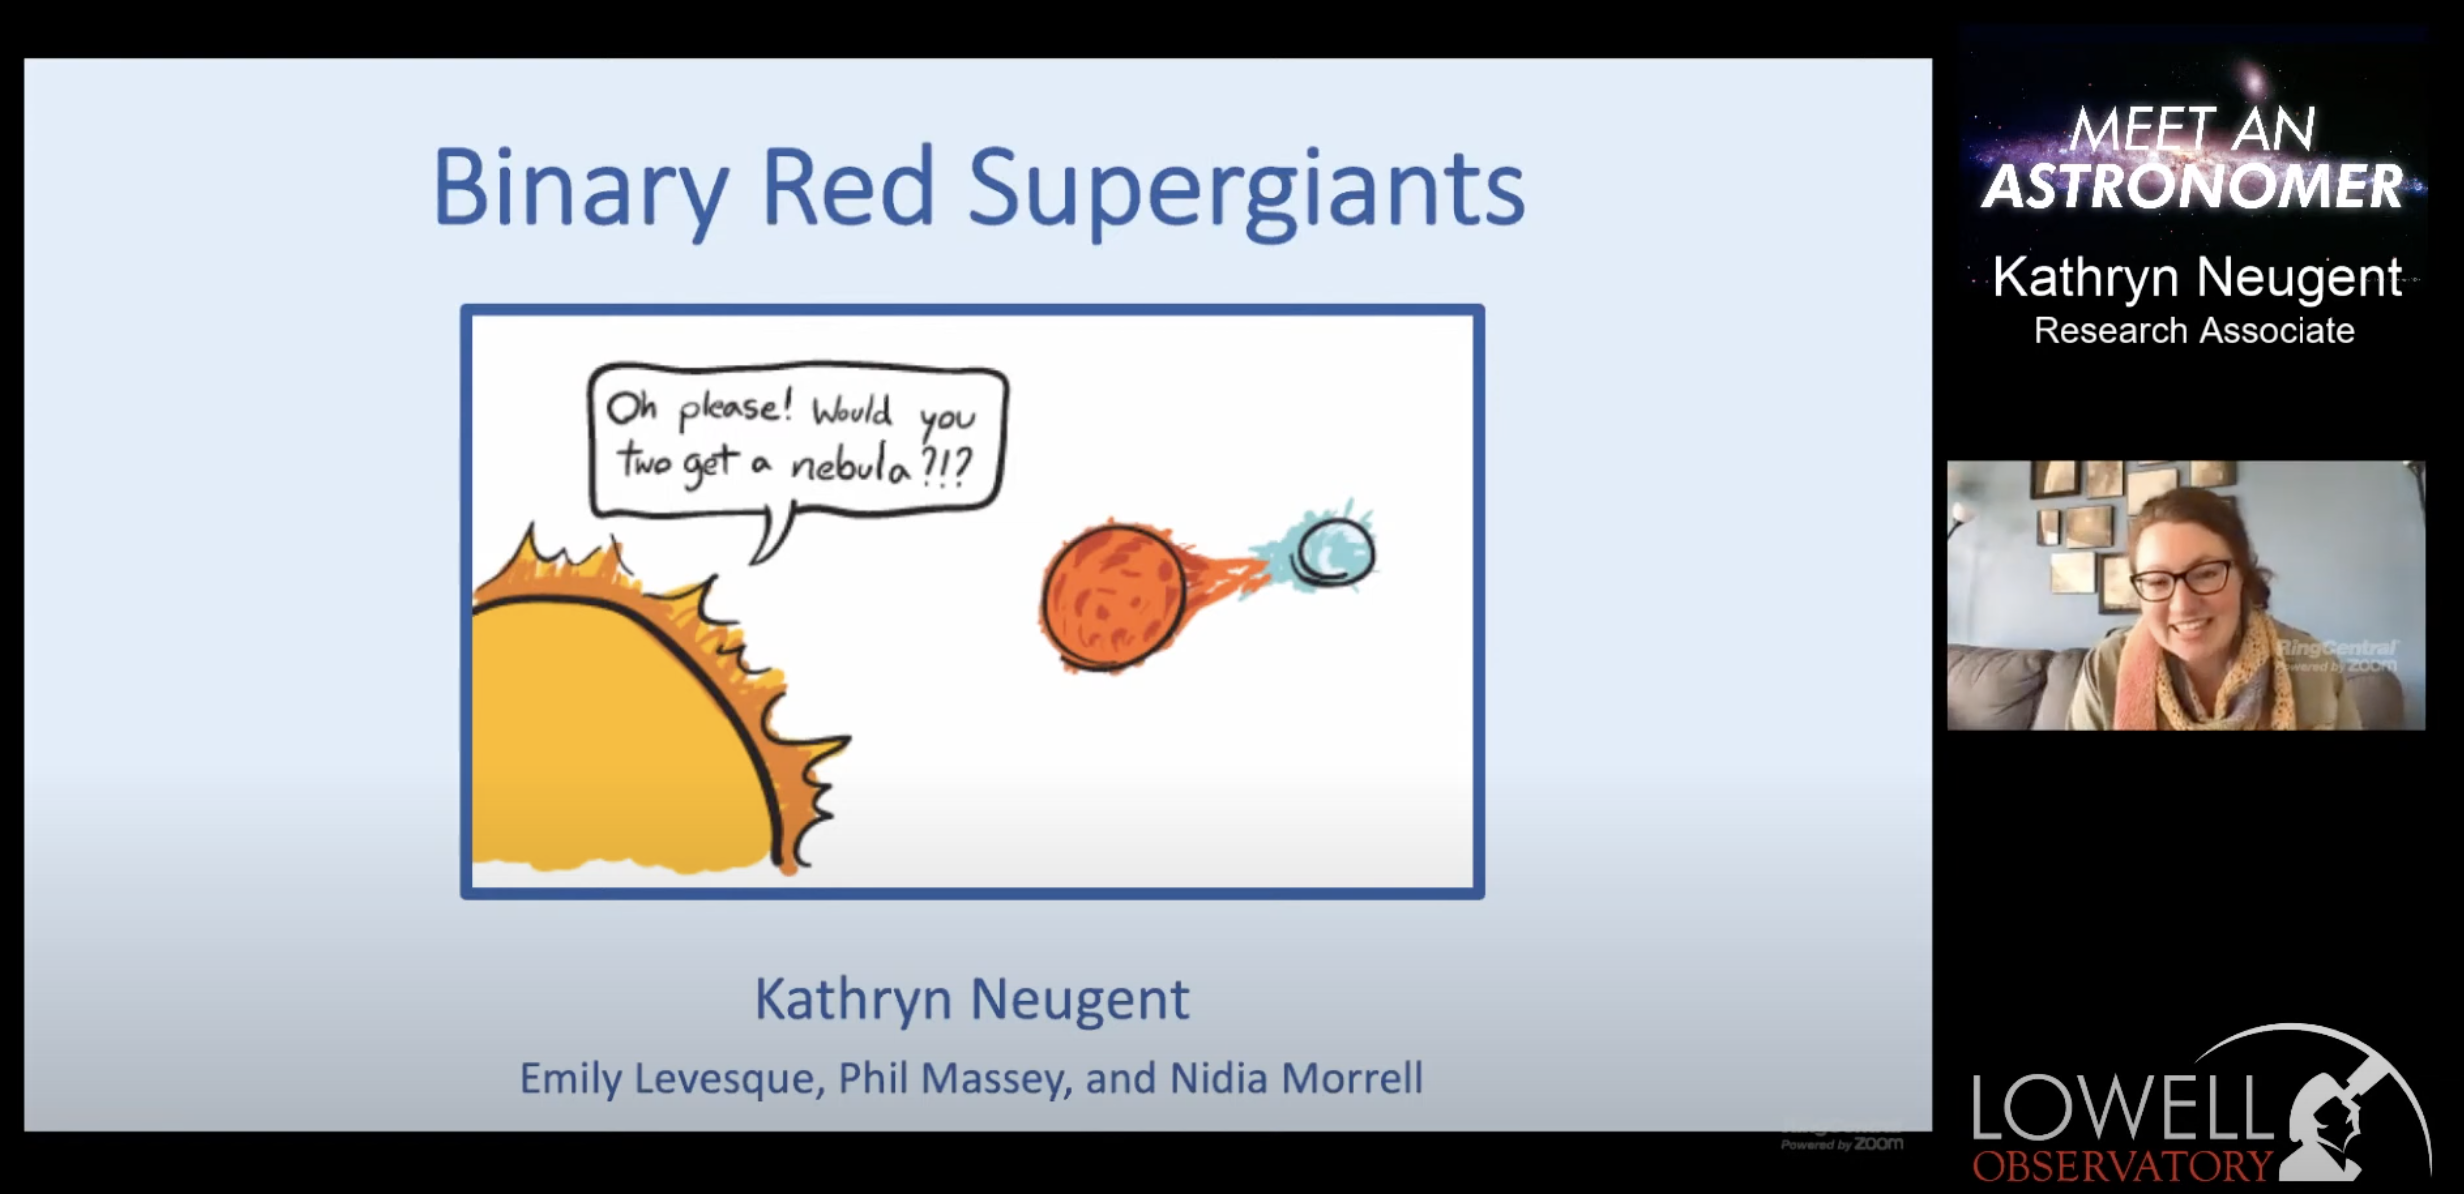 Binary Red Supergiants
Oh please! Would you
two get a nebula?!?
Kathryn Neugent
Emily Levesque, Phil Massey, and Nidia Morrell
Powered by zoom
MEET AN
ASTRONOMER
Kathryn Neugent
Research Associate
RingCentral
Powered by zoom
LOWELL
OBSERVATORY